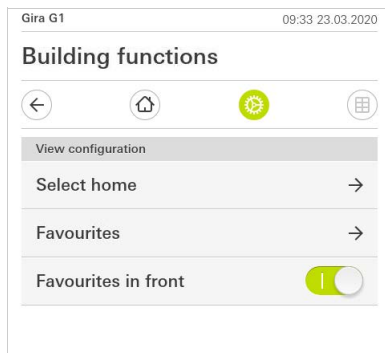 Gira G1 09:33 23.03.2020
Building functions
View configuration
Select home
Favourites
Favourites in front